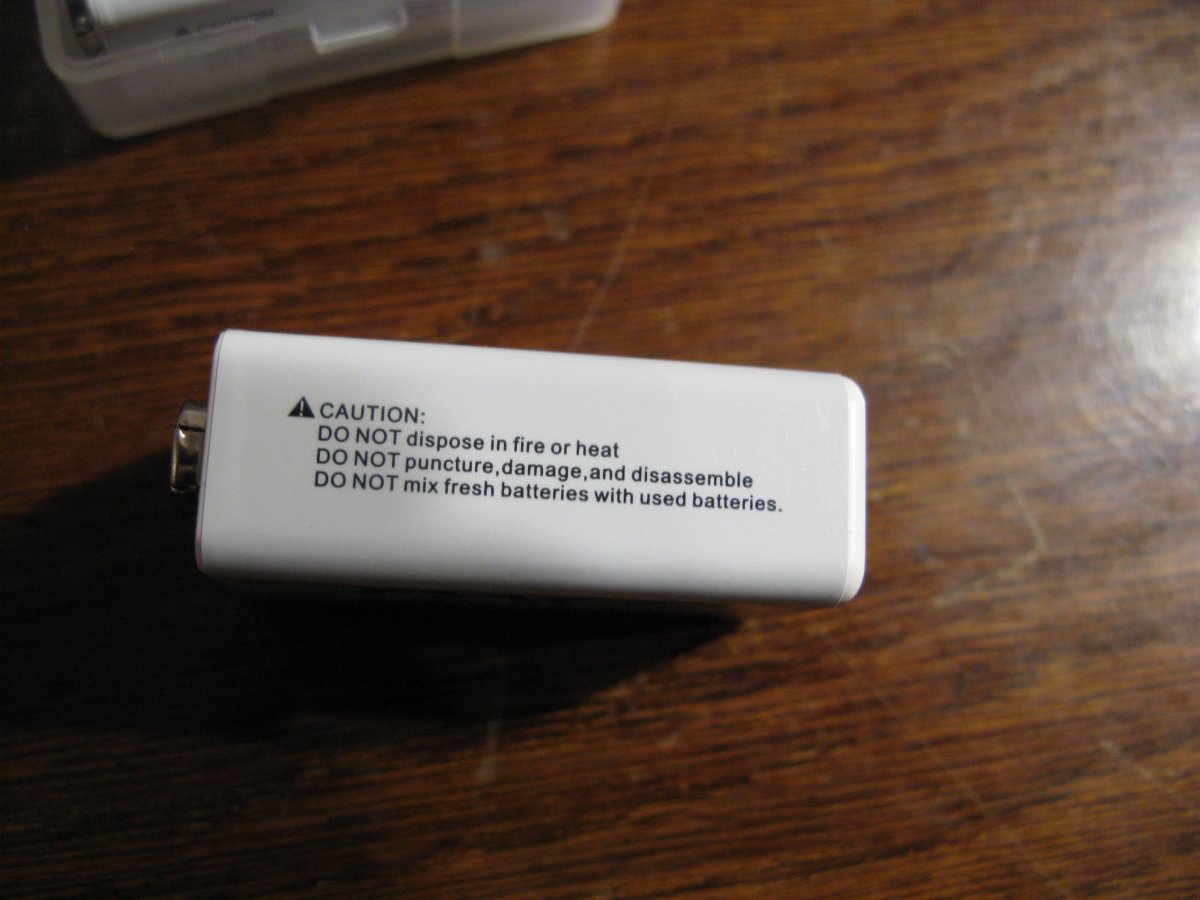 ⚠ CAUTION:
DO NOT dispose in fire or heat
DO NOT puncture,damage,and disassemble
DO NOT mix fresh batteries with used batteries.